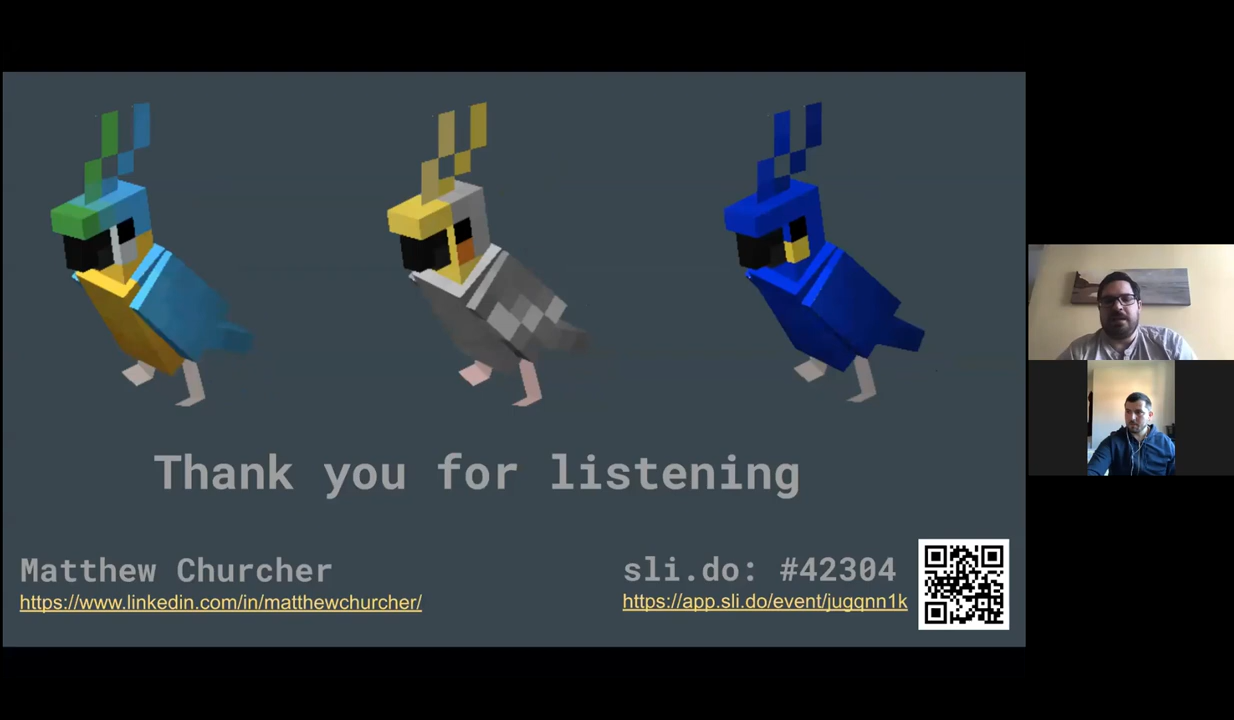 Thank you for listening
Matthew Churcher
https://www.linkedin.com/in/matthewchurcher/
sli.do: #42304
https://app.sli.do/event/jugqnn1k